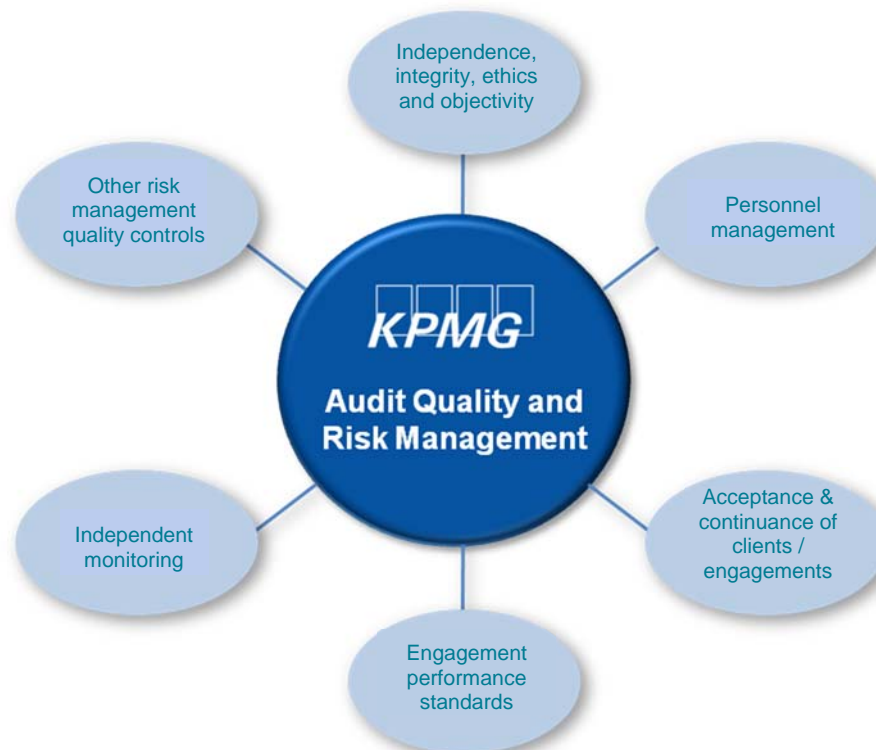 Independence,
integrity, ethics
and objectivity
Other risk
management
quality controls
Personnel
management
KPMG
Audit Quality and
Risk Management
Independent
monitoring
Acceptance &
continuance of
clients /
engagements
Engagement
performance
standards